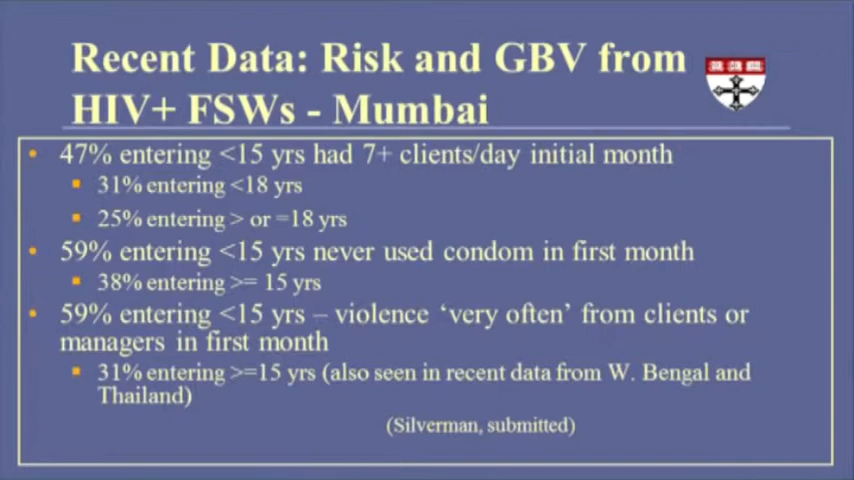 Recent Data: Risk and GBV from
HIV+ FSWs - Mumbai
• 47% entering <15 yrs had 7+ clients/day initial month
▪ 31% entering <18 yrs
▪ 25% entering > or =18 yrs
• 59% entering <15 yrs never used condom in first month
▪ 38% entering >= 15 yrs
• 59% entering <15 yrs – violence ‘very often’ from clients or
managers in first month
▪ 31% entering >=15 yrs (also seen in recent data from W. Bengal and
Thailand)
(Silverman, submitted)